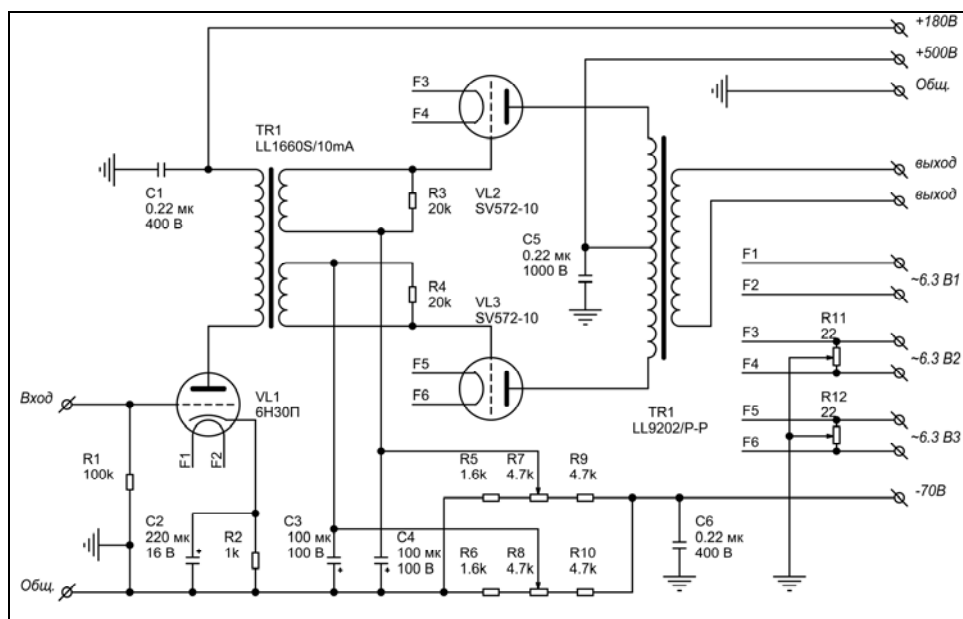 +180В
+500В
Общ.
F3
F4
TR1
LL1660S/10mA
C1
0.22 мк
400 В
R3
20k
VL2
SV572-10
выход
выход
C5
0.22 мк
1000 В
F1
F2
~6.3 В1
R4
20k
VL3
SV572-10
F3
R11
22
F4
~6.3 В2
F5
F6
Вход
VL1
6Н30П
F1
F2
TR1
LL9202/P-P
F5
R12
22
F6
~6.3 В3
R1
100k
R5
1.6k
R7
4.7k
R9
4.7k
-70В
C2
220 мк
16 В
+
R2
1k
C3
100 мк
100 В
+
C4
100 мк
100 В
+
R6
1.6k
R8
4.7k
R10
4.7k
C6
0.22 мк
400 В
Общ.